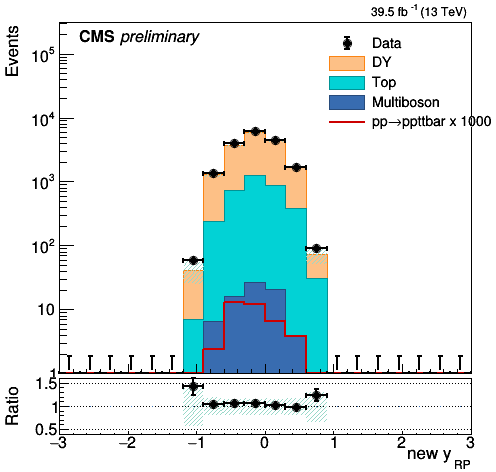 39.5 fb⁻¹ (13 TeV)
CMS preliminary
Events
10⁵
10⁴
10³
10²
10
1
Data
DY
Top
Multiboson
pp→ppttbar x 1000
Ratio
1.5
1
0.5
−3 −2 −1 0 1 2 3
new y_RP